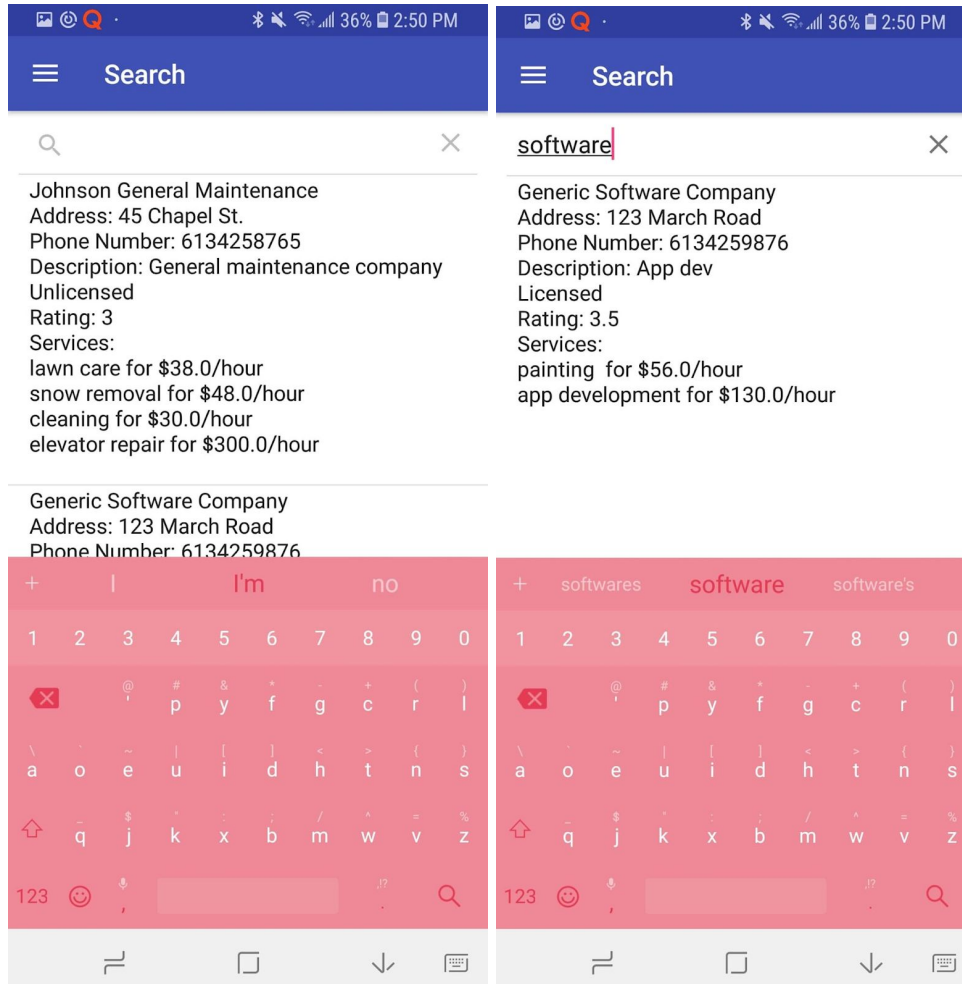 36% 2:50 PM
Search
Johnson General Maintenance
Address: 45 Chapel St.
Phone Number: 6134258765
Description: General maintenance company
Unlicensed
Rating: 3
Services:
lawn care for $38.0/hour
snow removal for $48.0/hour
cleaning for $30.0/hour
elevator repair for $300.0/hour
Generic Software Company
Address: 123 March Road
Phone Number: 6134259876
+ I I'm no
1 2 3 4 5 6 7 8 9 0
@ # & * - + ( )
' p y f g c r l
\ ` ~ | [ ] < > { }
a o e u i d h t n s
_ $ " : ; / ^ = %
q j k x b m w v z
,!?
123 , .
36% 2:50 PM
Search
software
Generic Software Company
Address: 123 March Road
Phone Number: 6134259876
Description: App dev
Licensed
Rating: 3.5
Services:
painting  for $56.0/hour
app development for $130.0/hour
+ softwares software software's
1 2 3 4 5 6 7 8 9 0
@ # & * - + ( )
' p y f g c r l
\ ` ~ | [ ] < > { }
a o e u i d h t n s
_ $ " : ; / ^ = %
q j k x b m w v z
,!?
123 , .